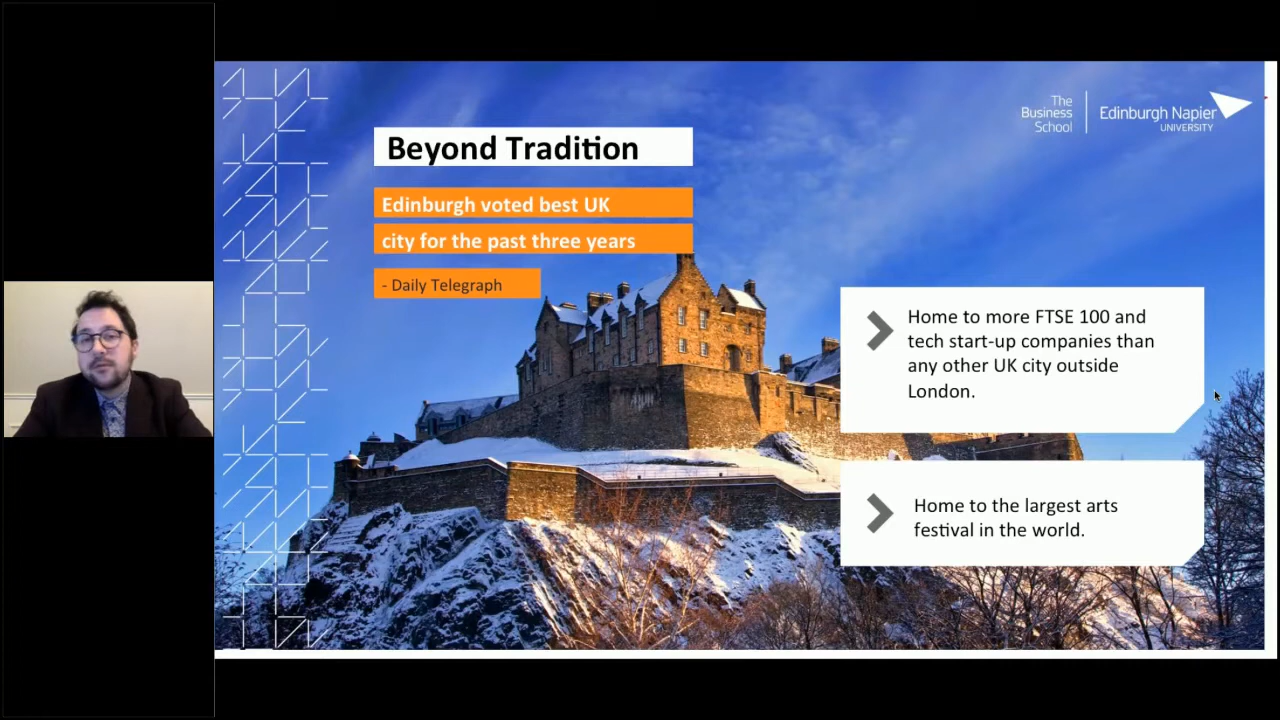 The
Business
School
Edinburgh Napier
UNIVERSITY
Beyond Tradition
Edinburgh voted best UK
city for the past three years
- Daily Telegraph
Home to more FTSE 100 and
tech start-up companies than
any other UK city outside
London.
Home to the largest arts
festival in the world.